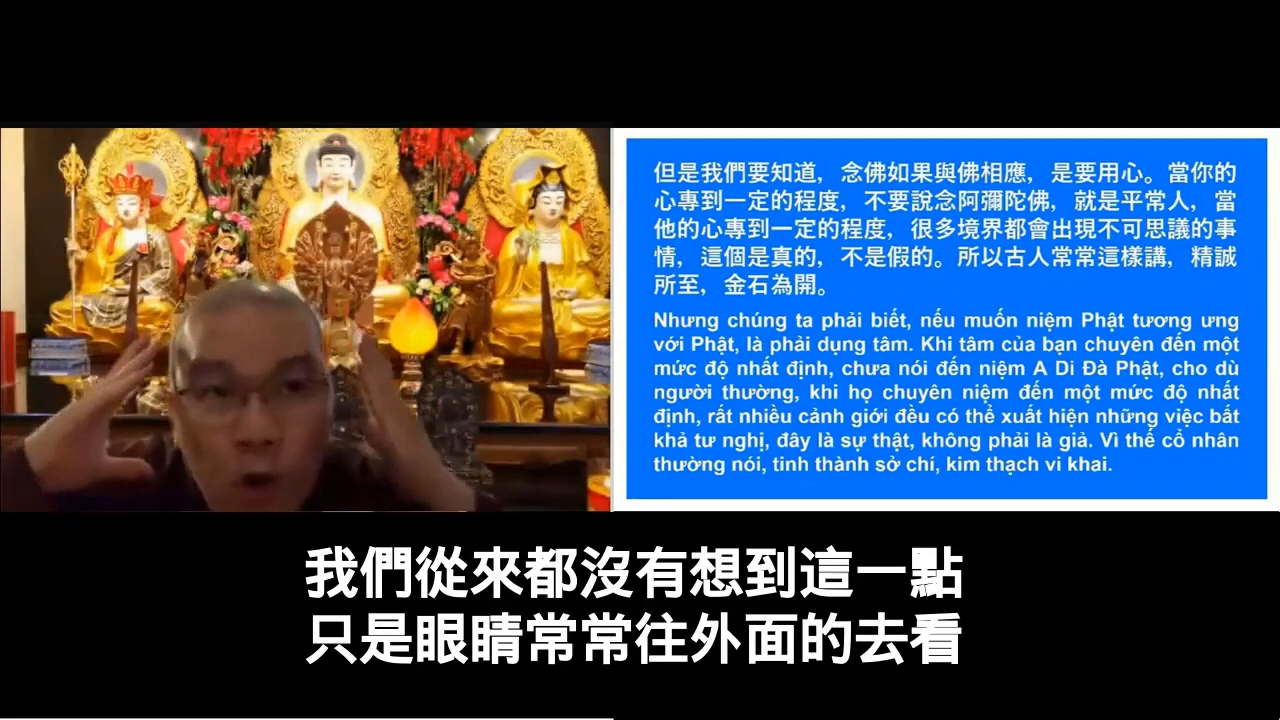 但是我們要知道，念佛如果與佛相應，是要用心。當你的
心專到一定的程度，不要說念阿彌陀佛，就是平常人，當
他的心專到一定的程度，很多境界都會出現不可思議的事
情，這個是真的，不是假的。所以古人常常這樣講，精誠
所至，金石為開。
Nhưng chúng ta phải biết, nếu muốn niệm Phật tương ưng
với Phật, là phải dụng tâm. Khi tâm của bạn chuyên đến một
mức độ nhất định, chưa nói đến niệm A Di Đà Phật, cho dù
người thường, khi họ chuyên niệm đến một mức độ nhất
định, rất nhiều cảnh giới đều có thể xuất hiện những việc bất
khả tư nghị, đây là sự thật, không phải là giả. Vì thế cổ nhân
thường nói, tinh thành sở chí, kim thạch vi khai.
我們從來都沒有想到這一點
只是眼睛常常往外面的去看